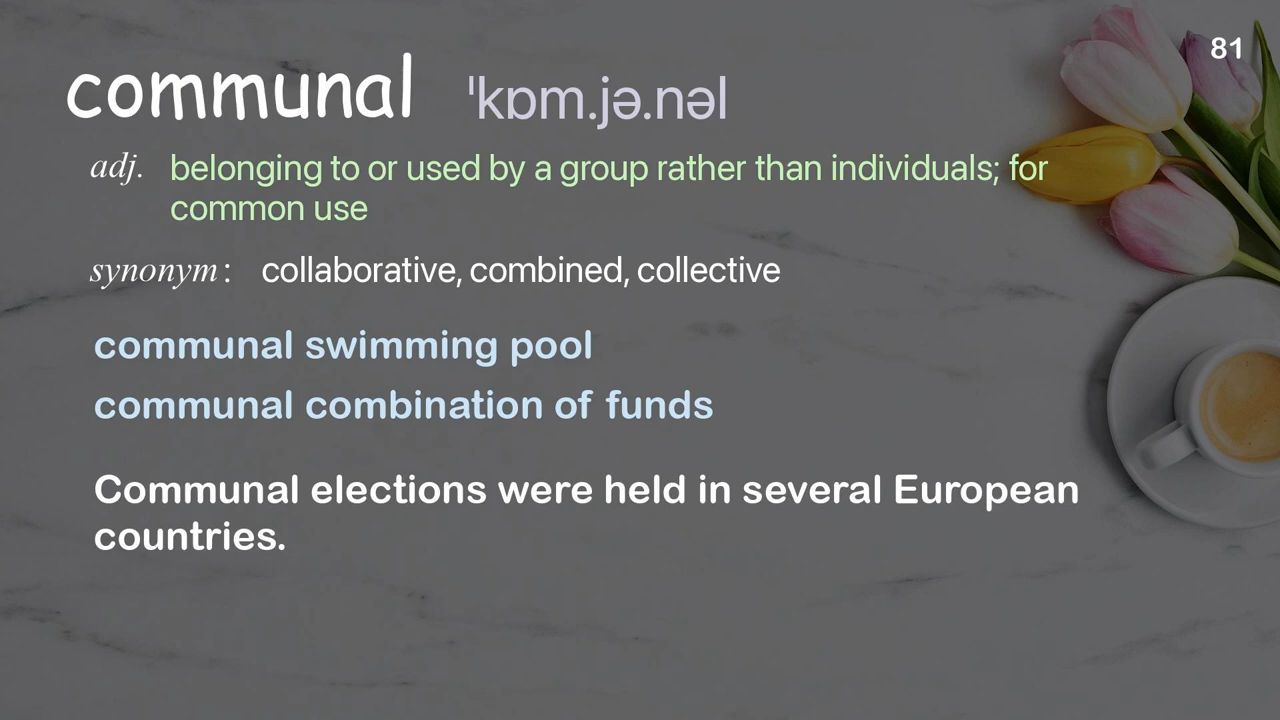 81
communal ˈkɒm.jə.nəl
adj. belonging to or used by a group rather than individuals; for
common use
synonym: collaborative, combined, collective
communal swimming pool
communal combination of funds
Communal elections were held in several European
countries.